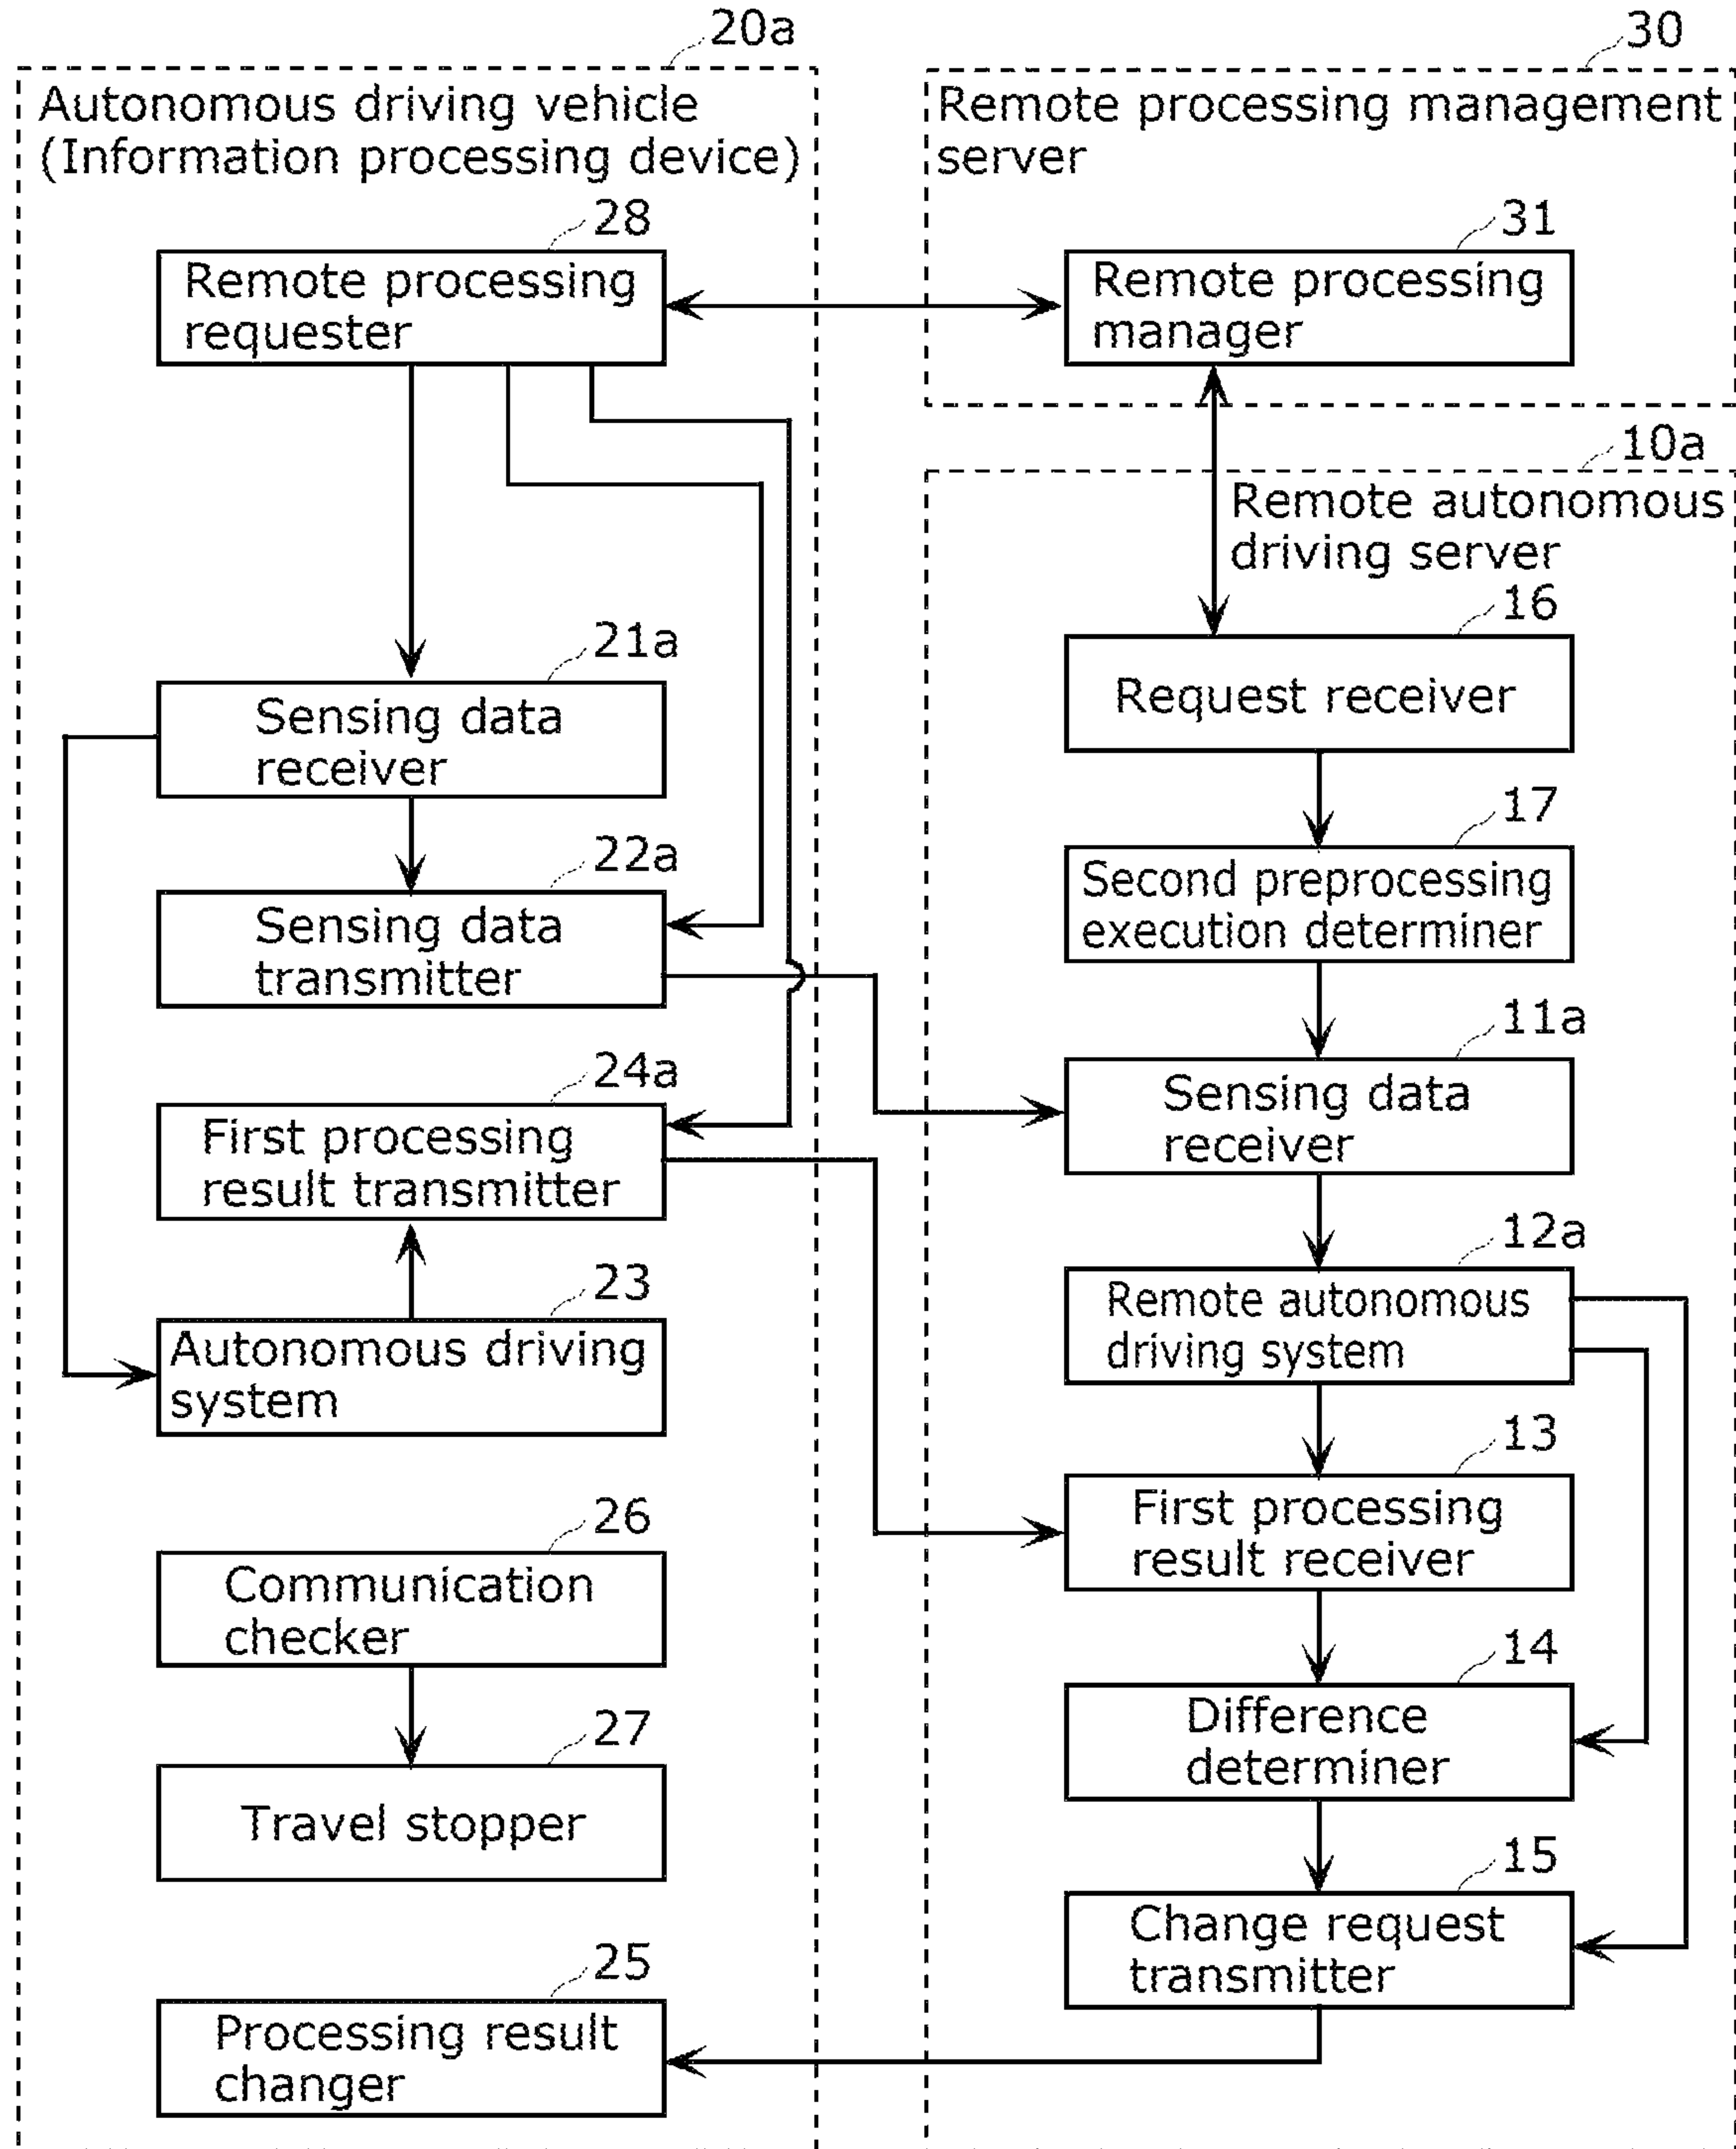 20a
Autonomous driving vehicle
(Information processing device)
28
Remote processing
requester
21a
Sensing data
receiver
22a
Sensing data
transmitter
24a
First processing
result transmitter
23
Autonomous driving
system
26
Communication
checker
27
Travel stopper
25
Processing result
changer
30
Remote processing management
server
31
Remote processing
manager
10a
Remote autonomous
driving server
16
Request receiver
17
Second preprocessing
execution determiner
11a
Sensing data
receiver
12a
Remote autonomous
driving system
13
First processing
result receiver
14
Difference
determiner
15
Change request
transmitter